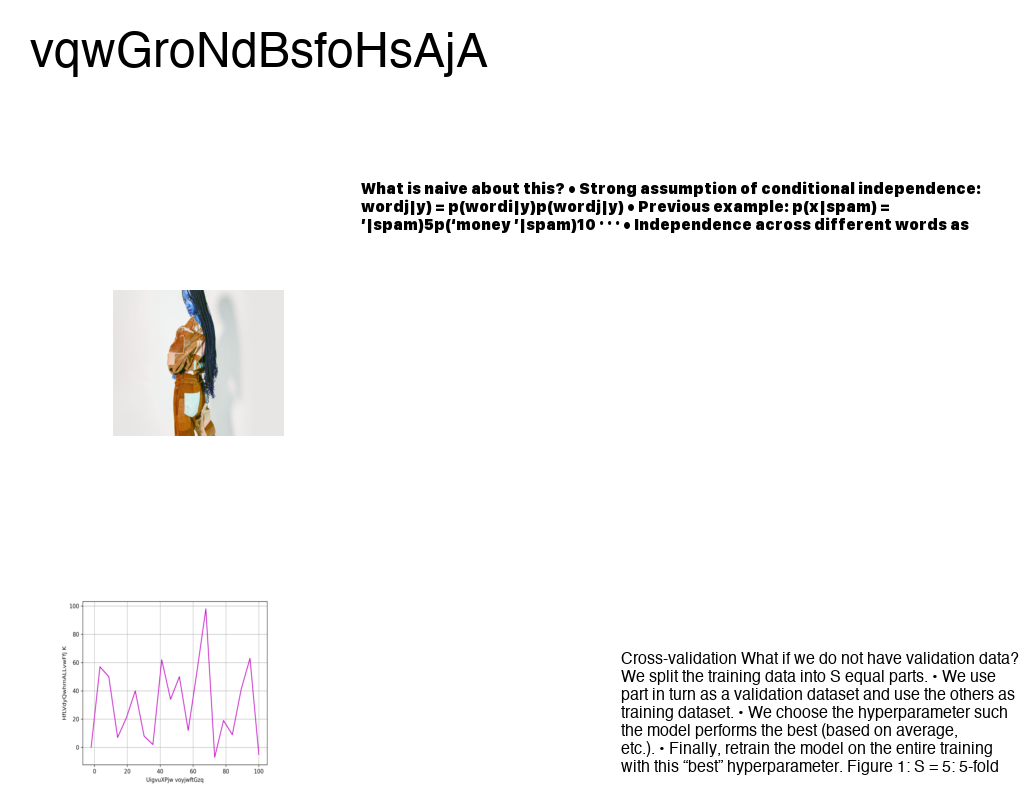 vqwGroNdBsfoHsAjA
What is naive about this? • Strong assumption of conditional independence:
wordj|y) = p(wordi|y)p(wordj|y) • Previous example: p(x|spam) =
’|spam)5p(‘money ’|spam)10 · · · • Independence across different words as
100
80
60
40
20
0
0 20 40 60 80 100
UigvuXPjw voyjwftGzq
Cross-validation What if we do not have validation data?
We split the training data into S equal parts. • We use
part in turn as a validation dataset and use the others as
training dataset. • We choose the hyperparameter such
the model performs the best (based on average,
etc.). • Finally, retrain the model on the entire training
with this “best” hyperparameter. Figure 1: S = 5: 5-fold